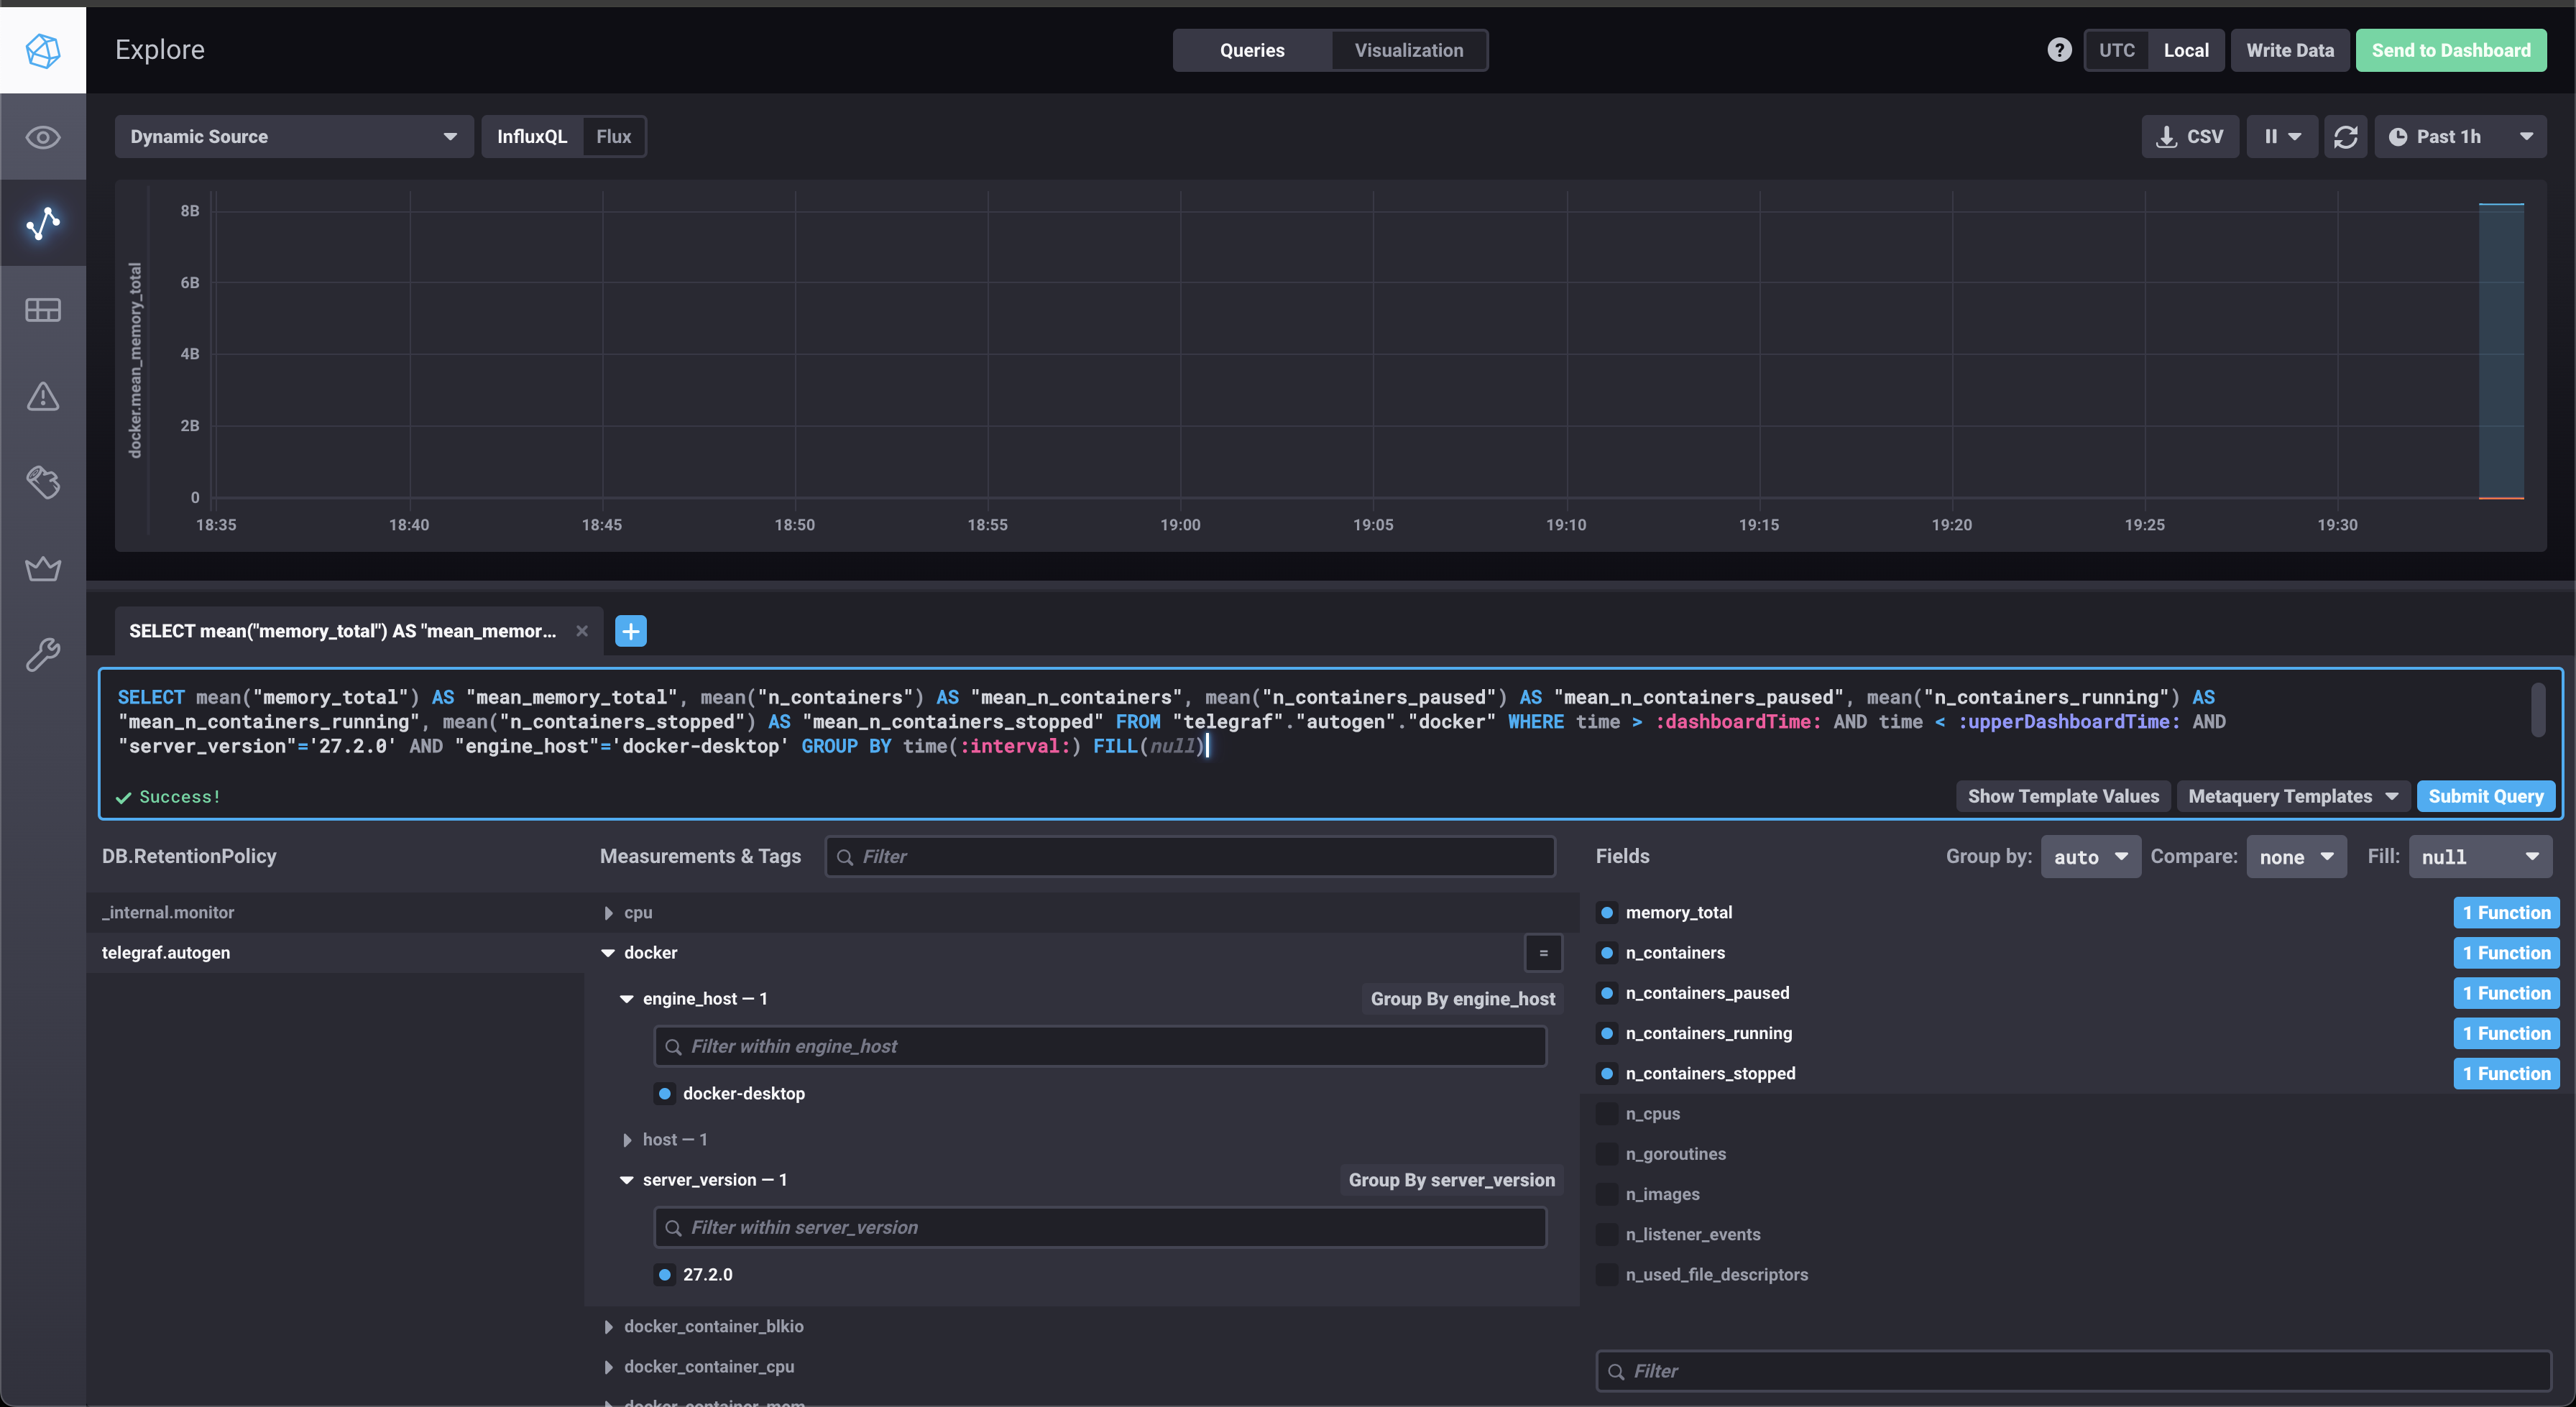 Explore
Queries
Visualization
?
UTC
Local
Write Data
Send to Dashboard
Dynamic Source
InfluxQL
Flux
CSV
Past 1h
docker.mean_memory_total
8B
6B
4B
2B
0
18:35
18:40
18:45
18:50
18:55
19:00
19:05
19:10
19:15
19:20
19:25
19:30
SELECT mean("memory_total") AS "mean_memor...
SELECT mean("memory_total") AS "mean_memory_total", mean("n_containers") AS "mean_n_containers", mean("n_containers_paused") AS "mean_n_containers_paused", mean("n_containers_running") AS
"mean_n_containers_running", mean("n_containers_stopped") AS "mean_n_containers_stopped" FROM "telegraf"."autogen"."docker" WHERE time > :dashboardTime: AND time < :upperDashboardTime: AND
"server_version"='27.2.0' AND "engine_host"='docker-desktop' GROUP BY time(:interval:) FILL(null)
Success!
Show Template Values
Metaquery Templates
Submit Query
DB.RetentionPolicy
_internal.monitor
telegraf.autogen
Measurements & Tags
Filter
cpu
docker
=
engine_host — 1
Group By engine_host
Filter within engine_host
docker-desktop
host — 1
server_version — 1
Group By server_version
Filter within server_version
27.2.0
docker_container_blkio
docker_container_cpu
docker_container_mem
Fields
Group by:
auto
Compare:
none
Fill:
null
memory_total
1 Function
n_containers
1 Function
n_containers_paused
1 Function
n_containers_running
1 Function
n_containers_stopped
1 Function
n_cpus
n_goroutines
n_images
n_listener_events
n_used_file_descriptors
Filter